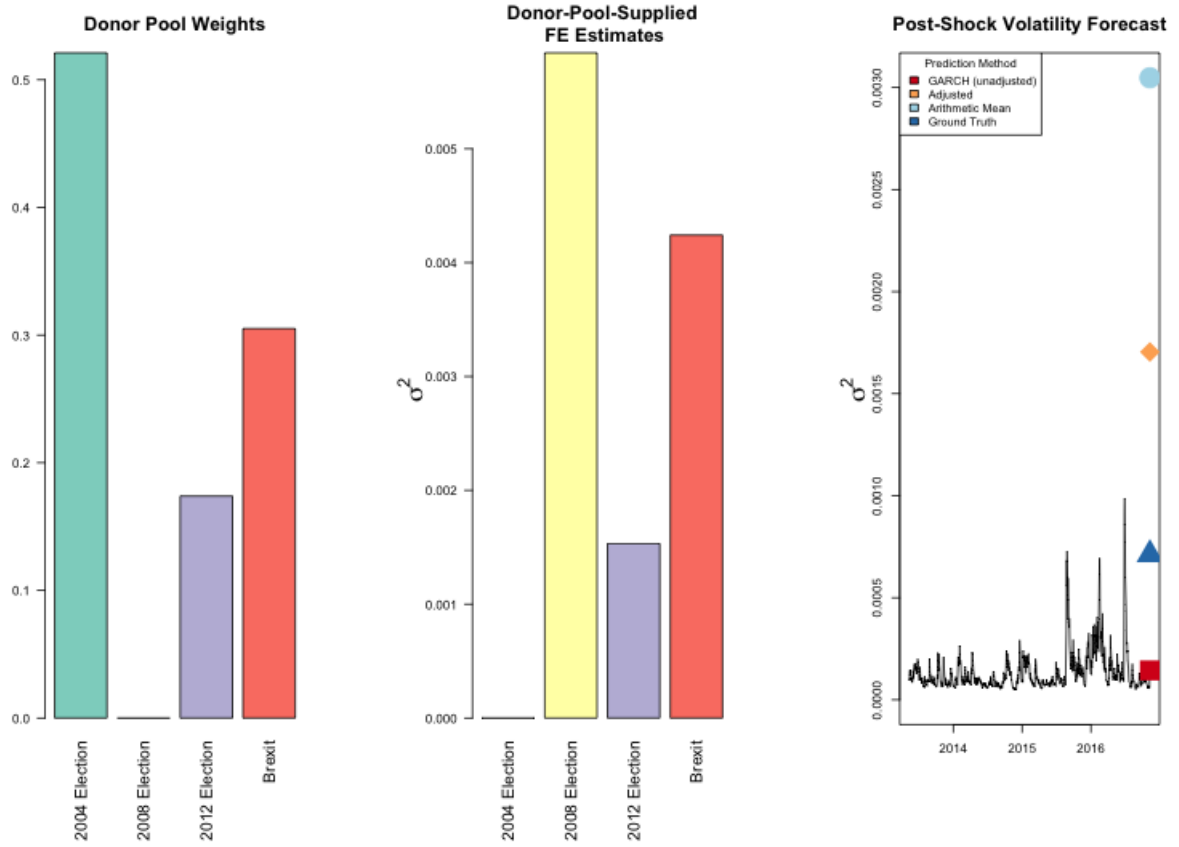 Donor Pool Weights
0.5
0.4
0.3
0.2
0.1
0.0
2004 Election
2008 Election
2012 Election
Brexit
Donor-Pool-Supplied
FE Estimates
σ2
0.005
0.004
0.003
0.002
0.001
0.000
2004 Election
2008 Election
2012 Election
Brexit
Post-Shock Volatility Forecast
Prediction Method
GARCH (unadjusted)
Adjusted
Arithmetic Mean
Ground Truth
σ2
0.0030
0.0025
0.0020
0.0015
0.0010
0.0005
0.0000
2014
2015
2016